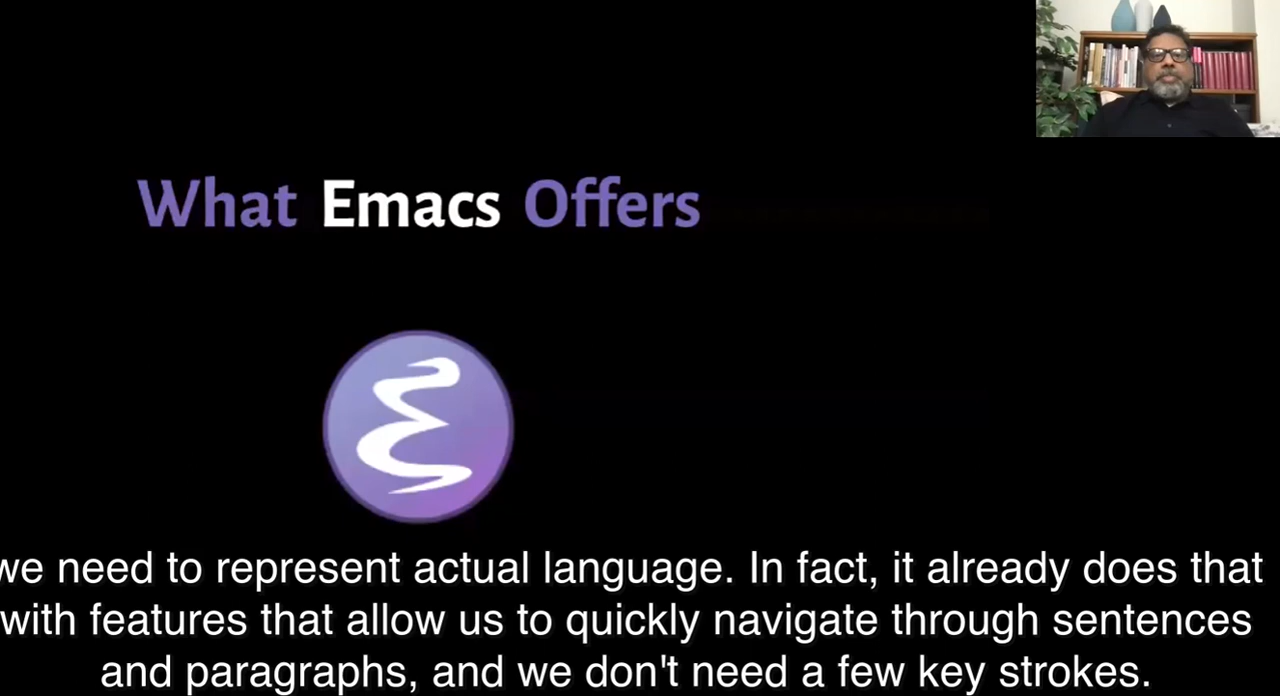 What Emacs Offers
we need to represent actual language. In fact, it already does that
with features that allow us to quickly navigate through sentences
and paragraphs, and we don't need a few key strokes.